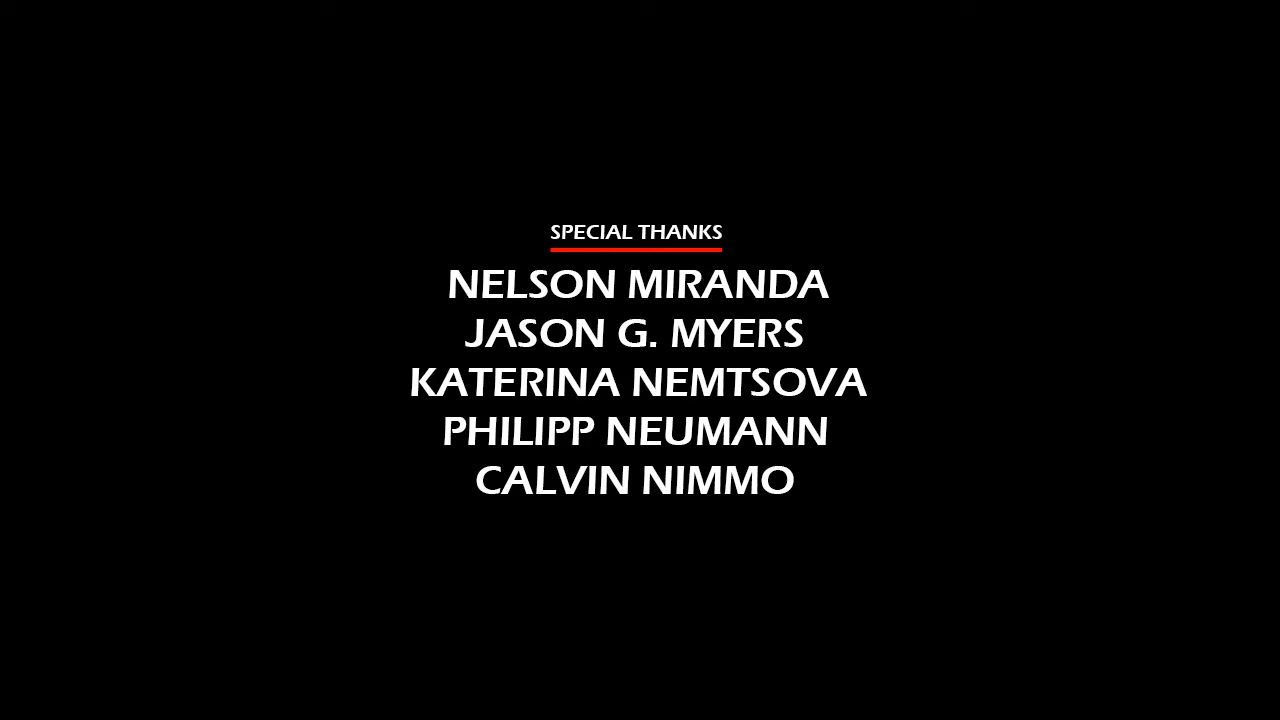 SPECIAL THANKS
NELSON MIRANDA
JASON G. MYERS
KATERINA NEMTSOVA
PHILIPP NEUMANN
CALVIN NIMMO